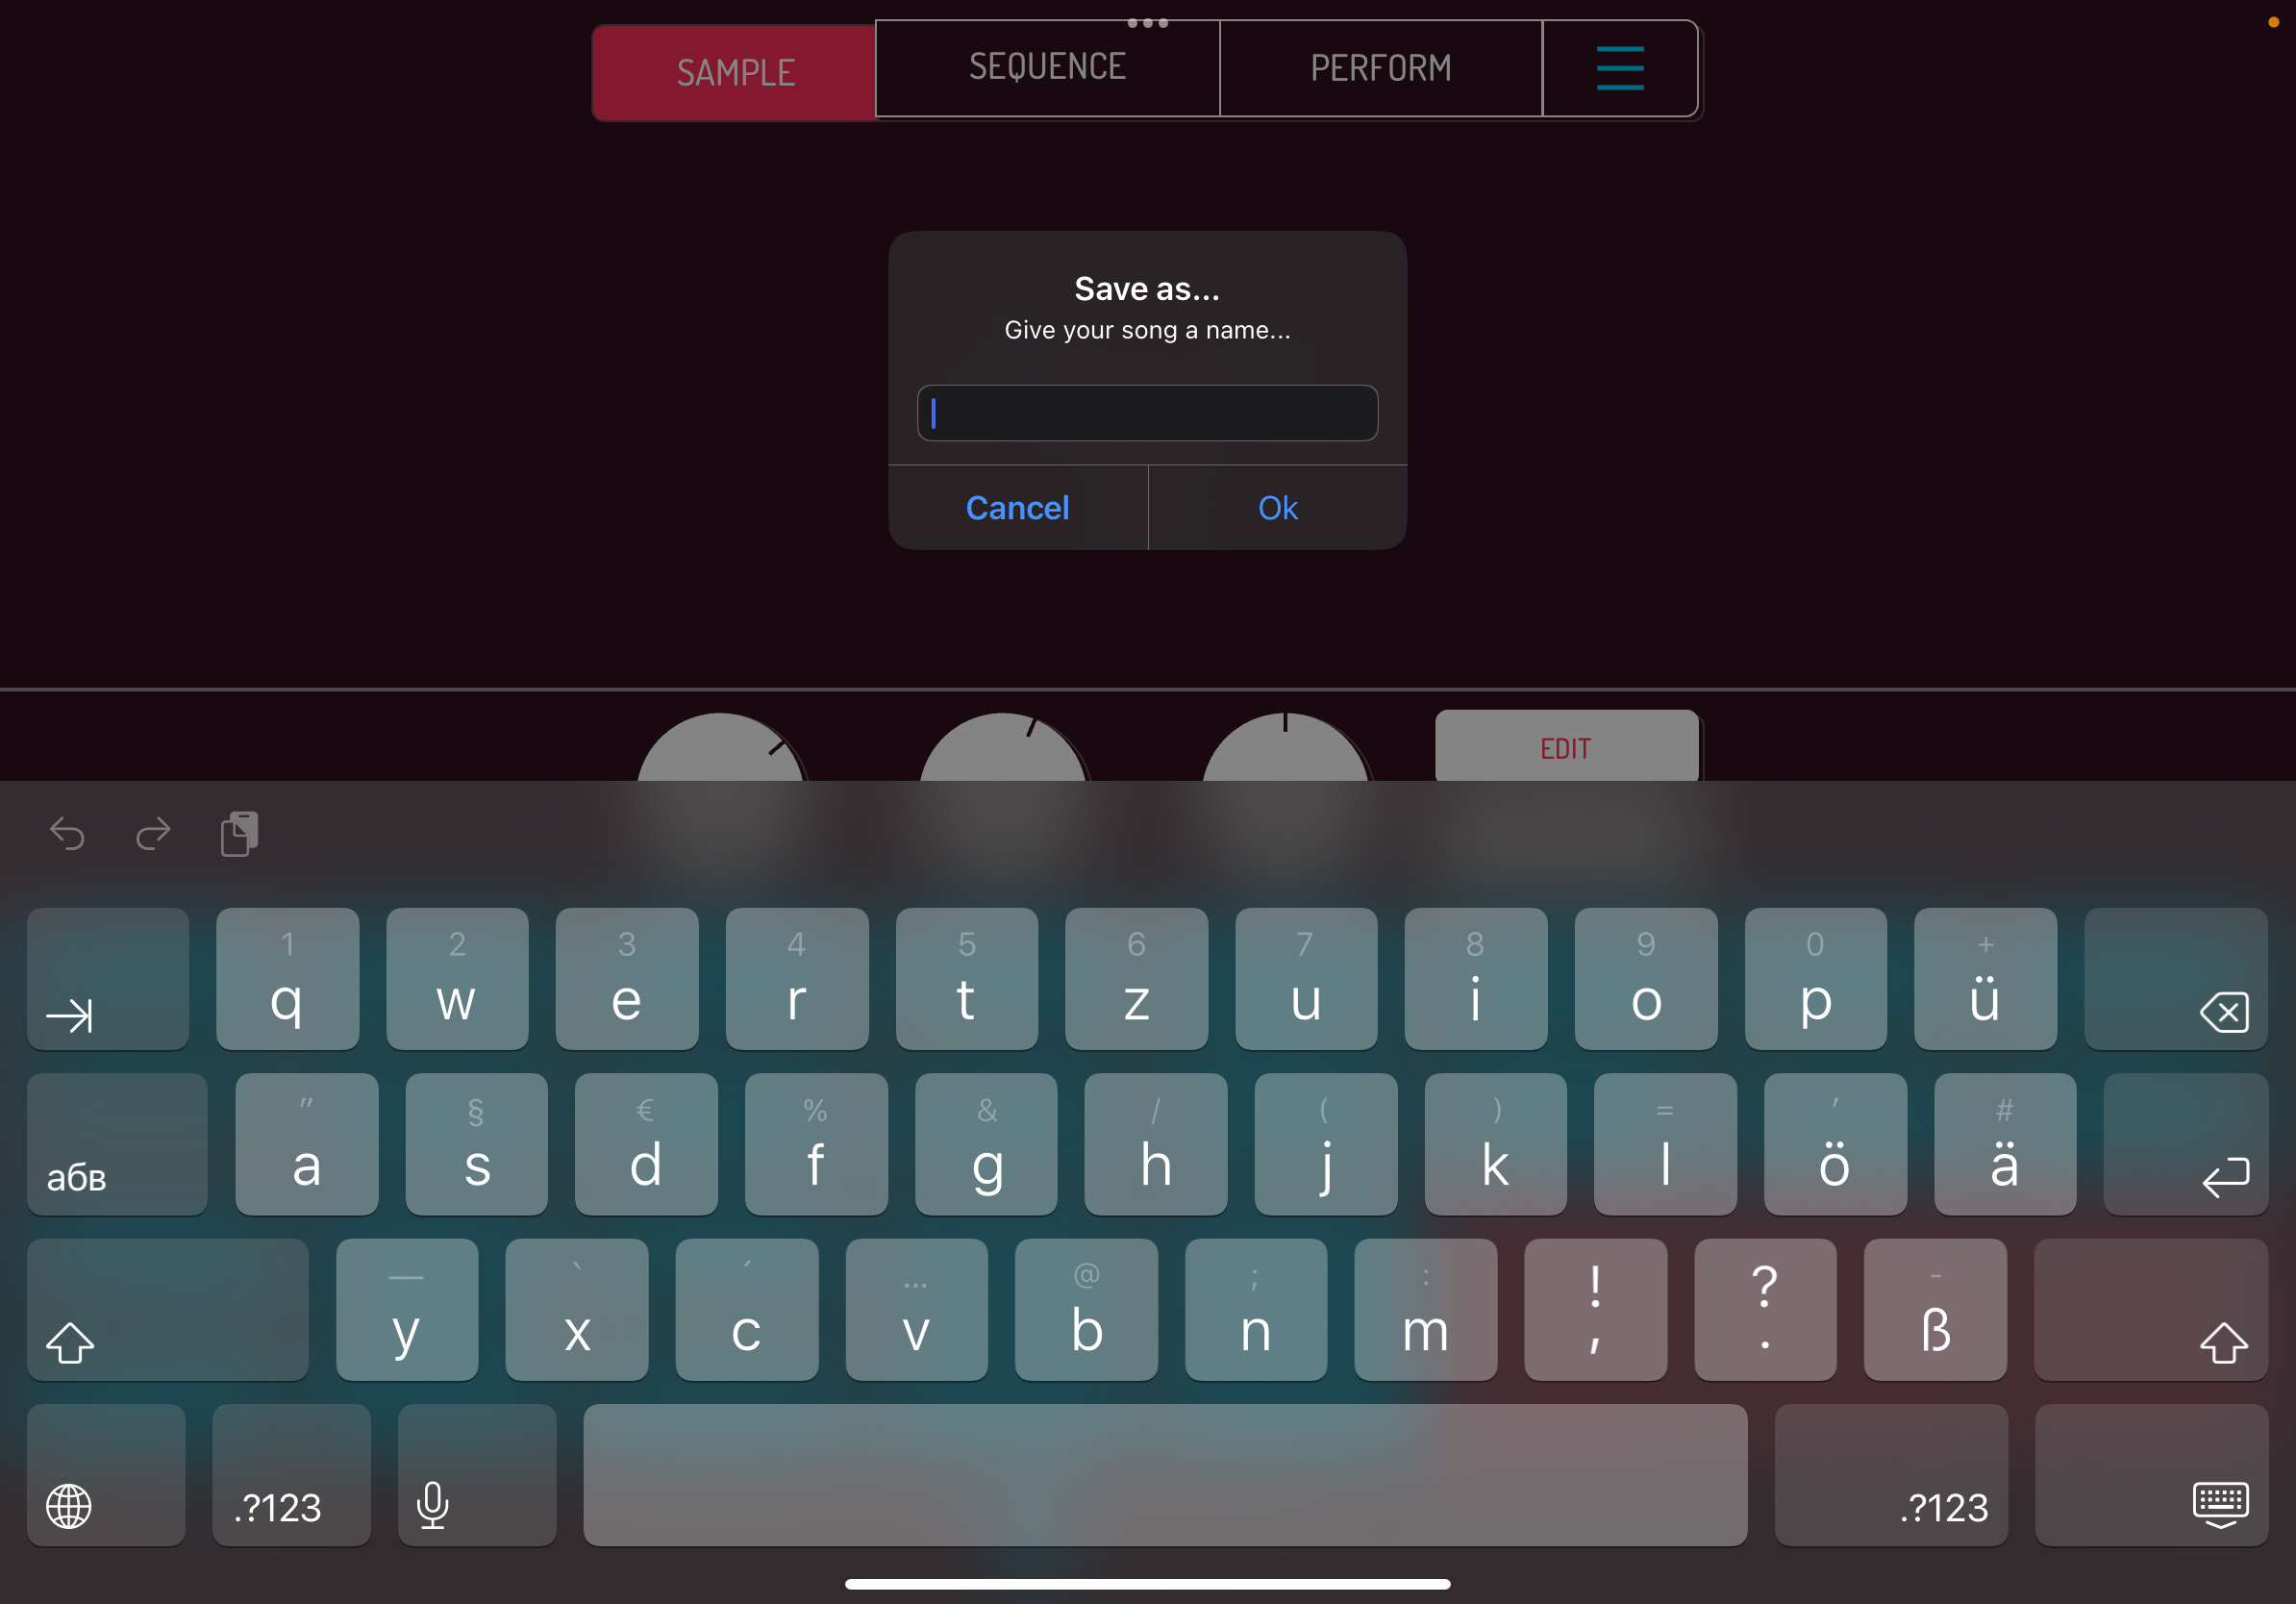 SAMPLE SEQUENCE PERFORM
Save as...
Give your song a name...
Cancel Ok
EDIT
1 2 3 4 5 6 7 8 9 0 +
q w e r t z u i o p ü
" § € % & / ( ) = ' #
абв a s d f g h j k l ö ä
— ` ´ ... @ ; : ! ? -
y x c v b n m , . ß
.?123 .?123